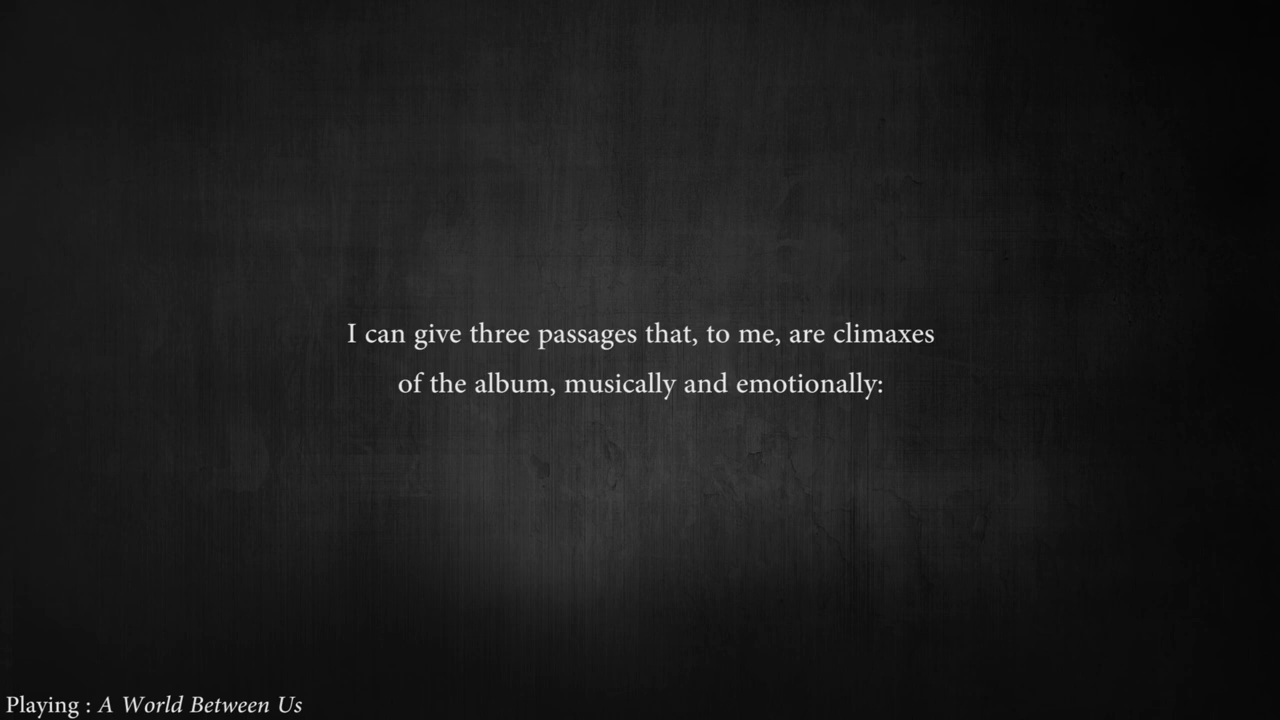 I can give three passages that, to me, are climaxes
of the album, musically and emotionally:
Playing : A World Between Us